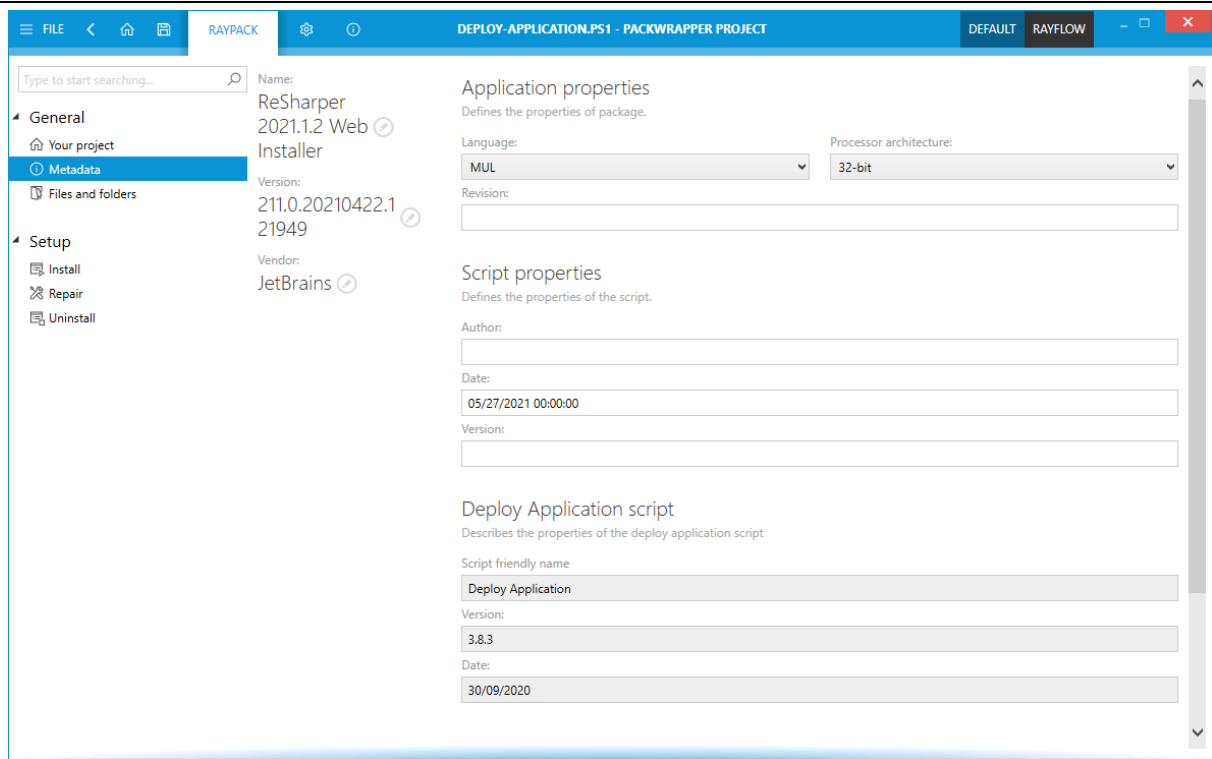 FILE
RAYPACK
DEPLOY-APPLICATION.PS1 - PACKWRAPPER PROJECT
DEFAULT
RAYFLOW
Type to start searching...
General
Your project
Metadata
Files and folders
Setup
Install
Repair
Uninstall
Name:
ReSharper
2021.1.2 Web
Installer
Version:
211.0.20210422.1
21949
Vendor:
JetBrains
Application properties
Defines the properties of package.
Language:
Processor architecture:
MUL
32-bit
Revision:
Script properties
Defines the properties of the script.
Author:
Date:
05/27/2021 00:00:00
Version:
Deploy Application script
Describes the properties of the deploy application script
Script friendly name
Deploy Application
Version:
3.8.3
Date:
30/09/2020